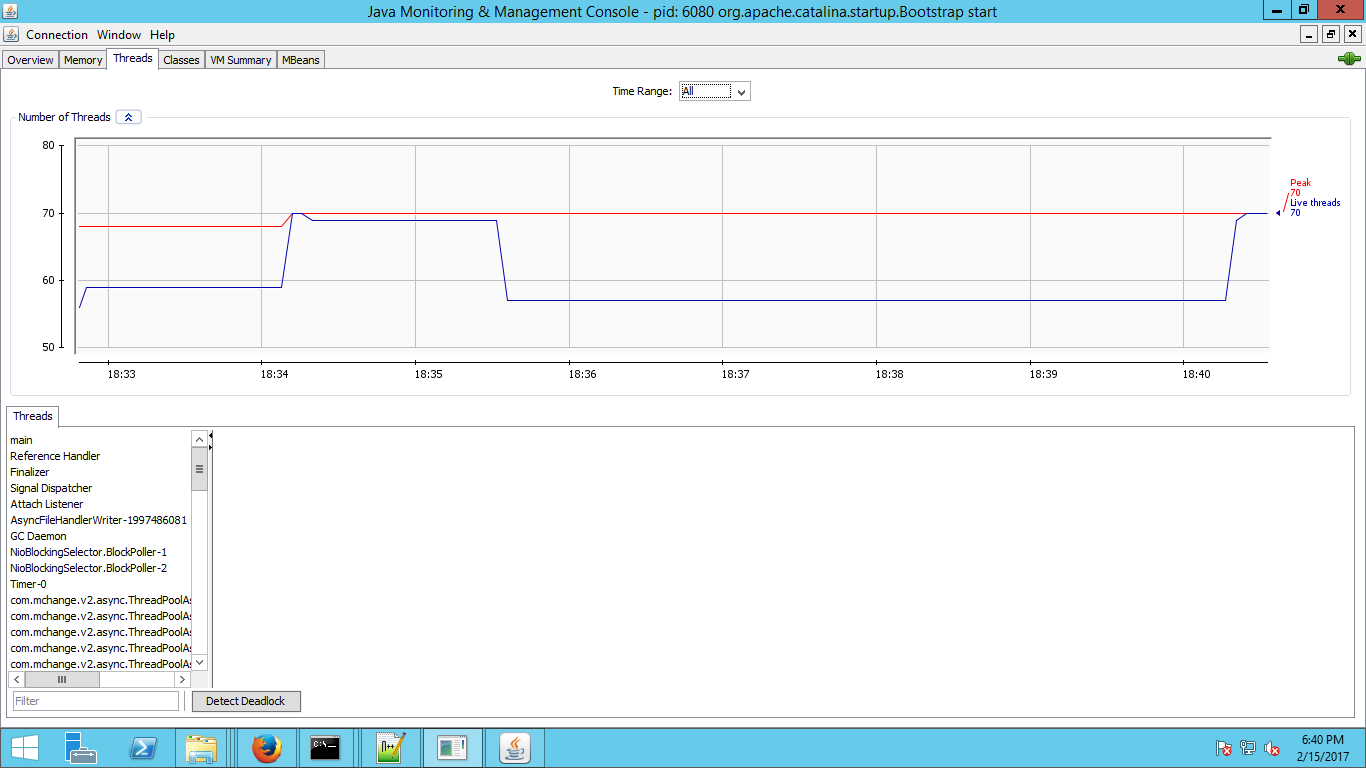 Java Monitoring & Management Console - pid: 6080 org.apache.catalina.startup.Bootstrap start
Connection Window Help
Overview Memory Threads Classes VM Summary MBeans
Time Range: All
Number of Threads
80
70
60
50
Peak
70
Live threads
70
18:33 18:34 18:35 18:36 18:37 18:38 18:39 18:40
Threads
main
Reference Handler
Finalizer
Signal Dispatcher
Attach Listener
AsyncFileHandlerWriter-1997486081
GC Daemon
NioBlockingSelector.BlockPoller-1
NioBlockingSelector.BlockPoller-2
Timer-0
com.mchange.v2.async.ThreadPoolAs
com.mchange.v2.async.ThreadPoolAs
com.mchange.v2.async.ThreadPoolAs
com.mchange.v2.async.ThreadPoolAs
com.mchange.v2.async.ThreadPoolAs
Filter Detect Deadlock
C:\.
6:40 PM
2/15/2017